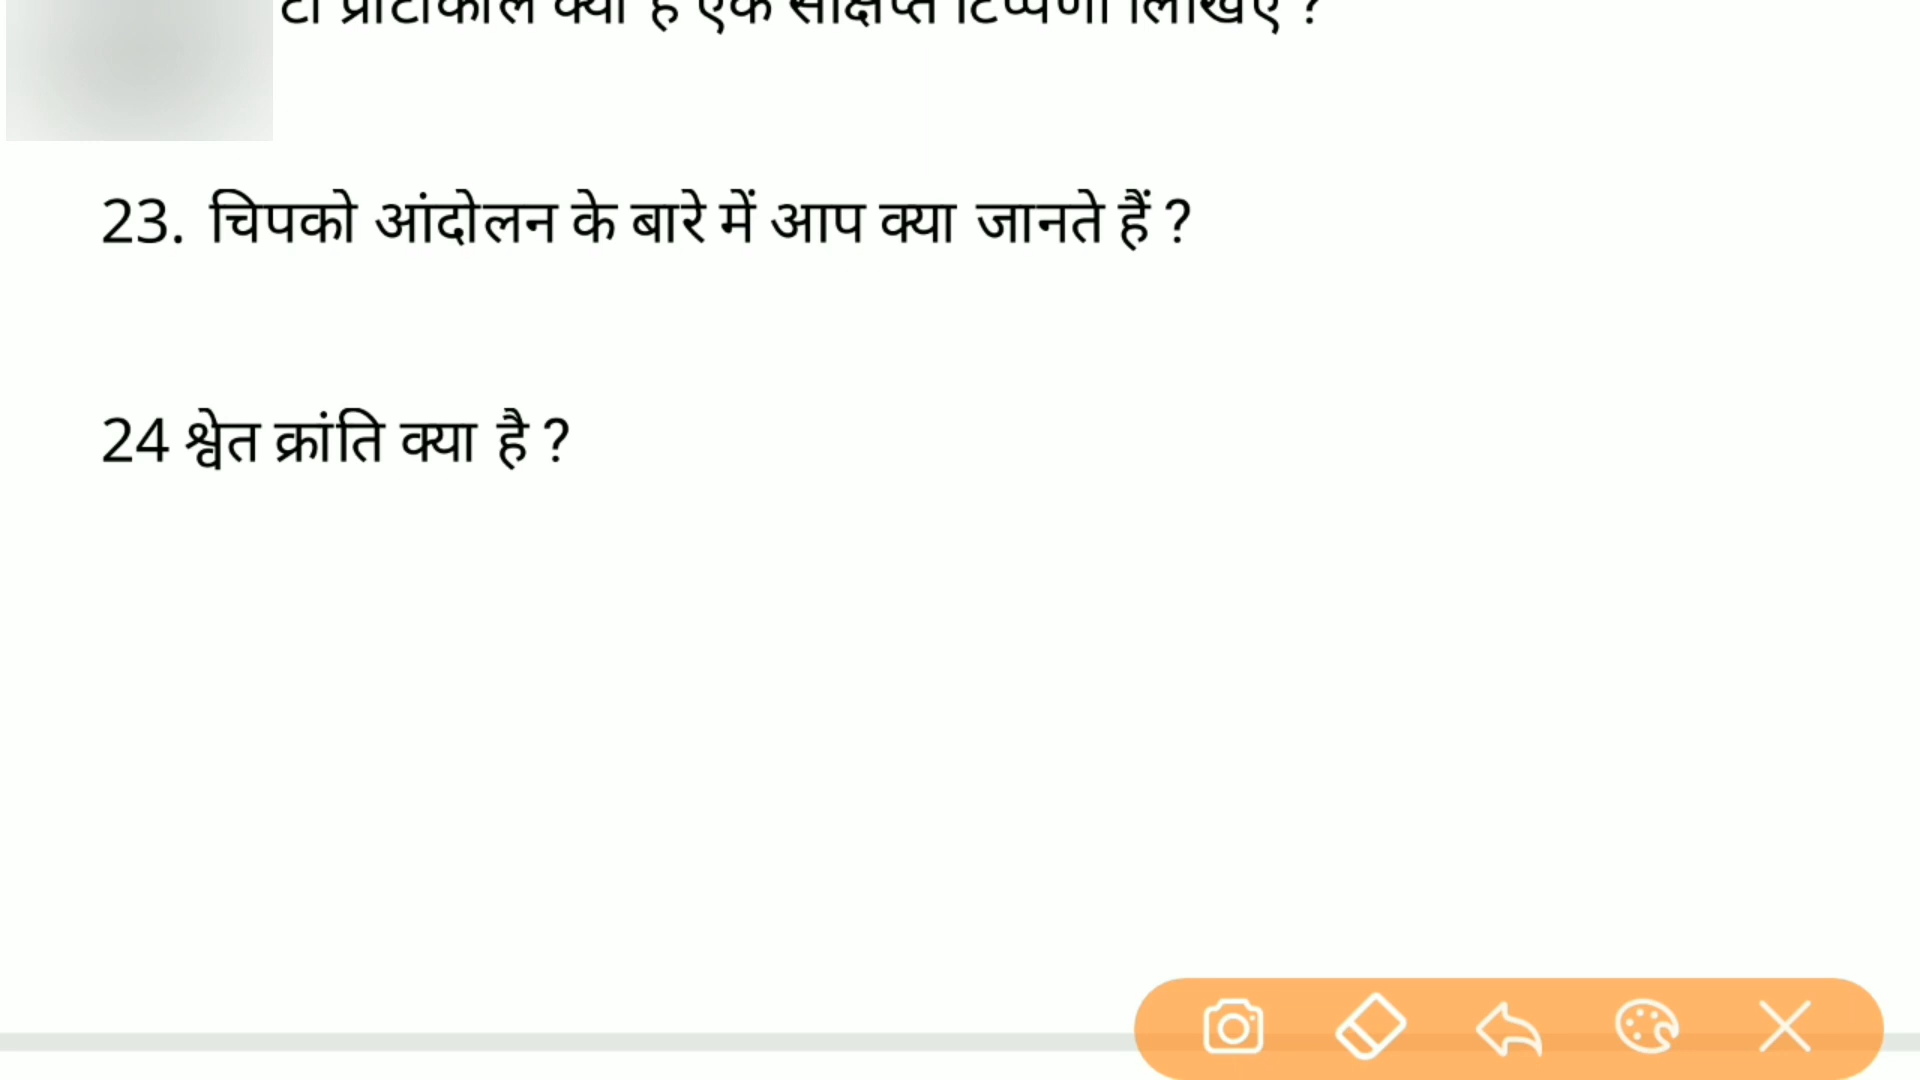 टो प्रोटोकॉल क्या है एक संक्षिप्त टिप्पणी लिखिए ?
23. चिपको आंदोलन के बारे में आप क्या जानते हैं ?
24 श्वेत क्रांति क्या है ?